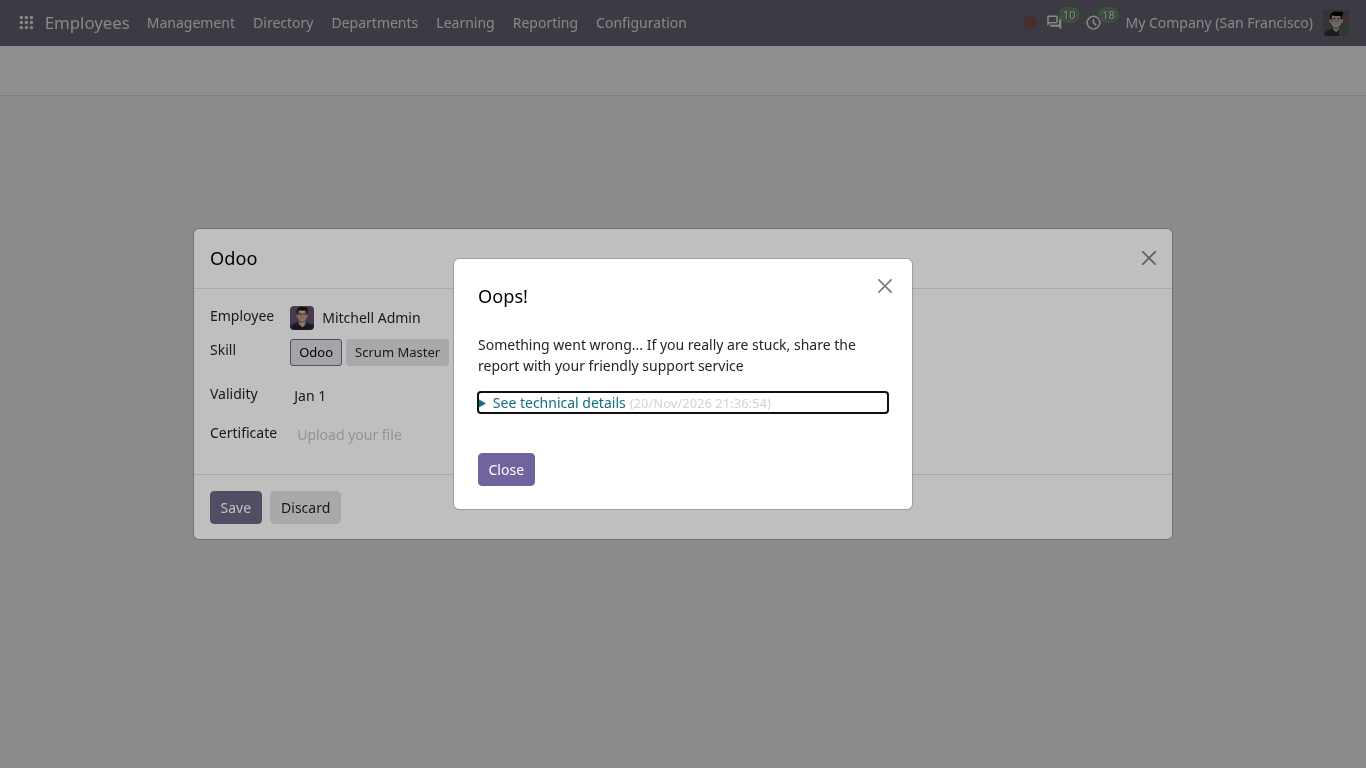 Employees Management Directory Departments Learning Reporting Configuration 10 18 My Company (San Francisco)
Odoo
Employee Mitchell Admin
Skill Odoo Scrum Master
Validity Jan 1
Certificate Upload your file
Save Discard
Oops!
Something went wrong... If you really are stuck, share the
report with your friendly support service
See technical details (20/Nov/2026 21:36:54)
Close